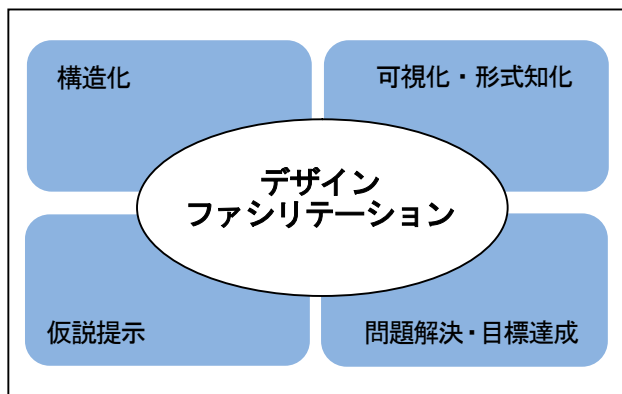 構造化
可視化・形式知化
デザイン
ファシリテーション
仮説提示
問題解決・目標達成